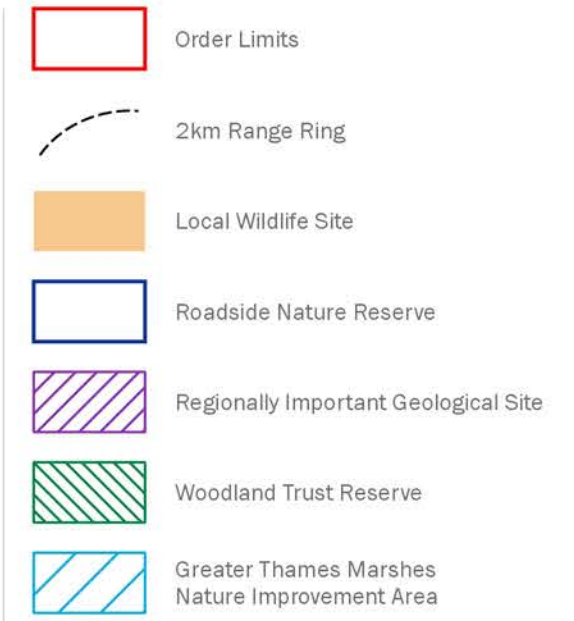 Order Limits
2km Range Ring
Local Wildlife Site
Roadside Nature Reserve
Regionally Important Geological Site
Woodland Trust Reserve
Greater Thames Marshes
Nature Improvement Area